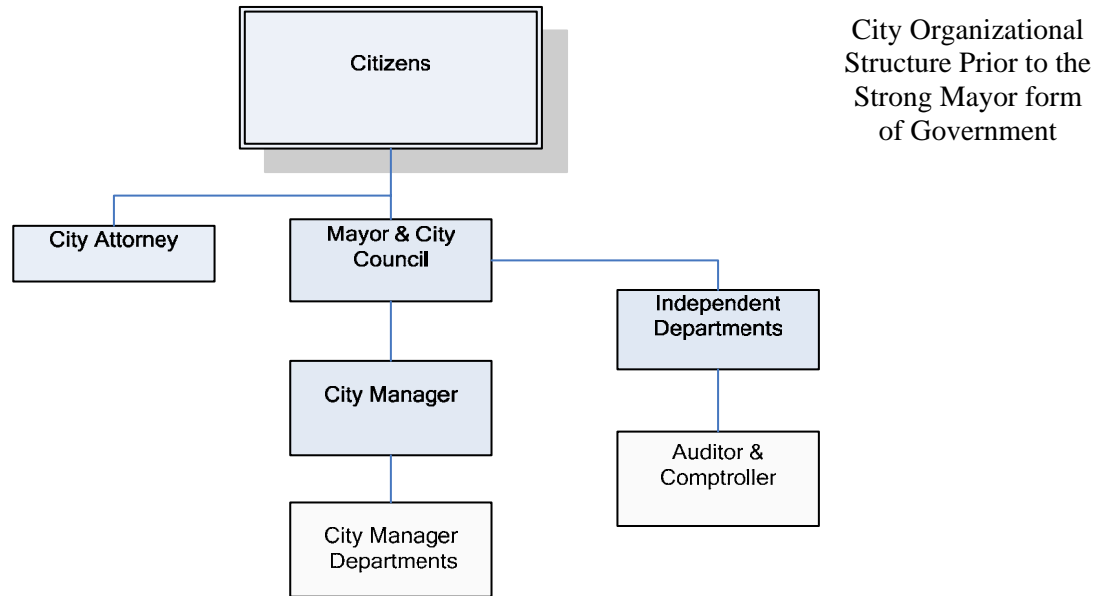 City Organizational
Structure Prior to the
Strong Mayor form
of Government
Citizens
City Attorney
Mayor & City
Council
Independent
Departments
City Manager
Auditor &
Comptroller
City Manager
Departments